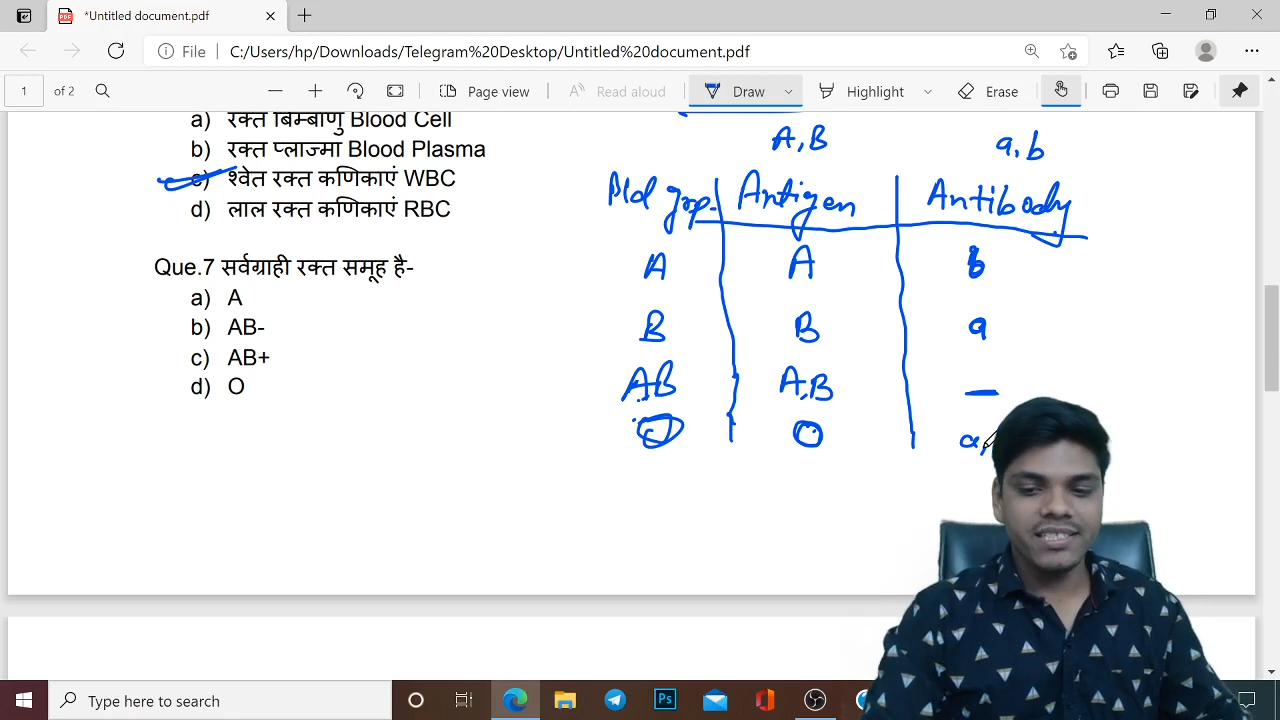 *Untitled document.pdf
File C:/Users/hp/Downloads/Telegram%20Desktop/Untitled%20document.pdf
1 of 2 Page view Read aloud Draw Highlight Erase
a) रक्त बिम्बाणु Blood Cell
b) रक्त प्लाज्मा Blood Plasma
c) श्वेत रक्त कणिकाएं WBC
d) लाल रक्त कणिकाएं RBC
Que.7 सर्वग्राही रक्त समूह है-
a) A
b) AB-
c) AB+
d) O
A,B a,b
Bld grp. Antigen Antibody
A A b
B B a
AB A,B —
O O a,
Type here to search